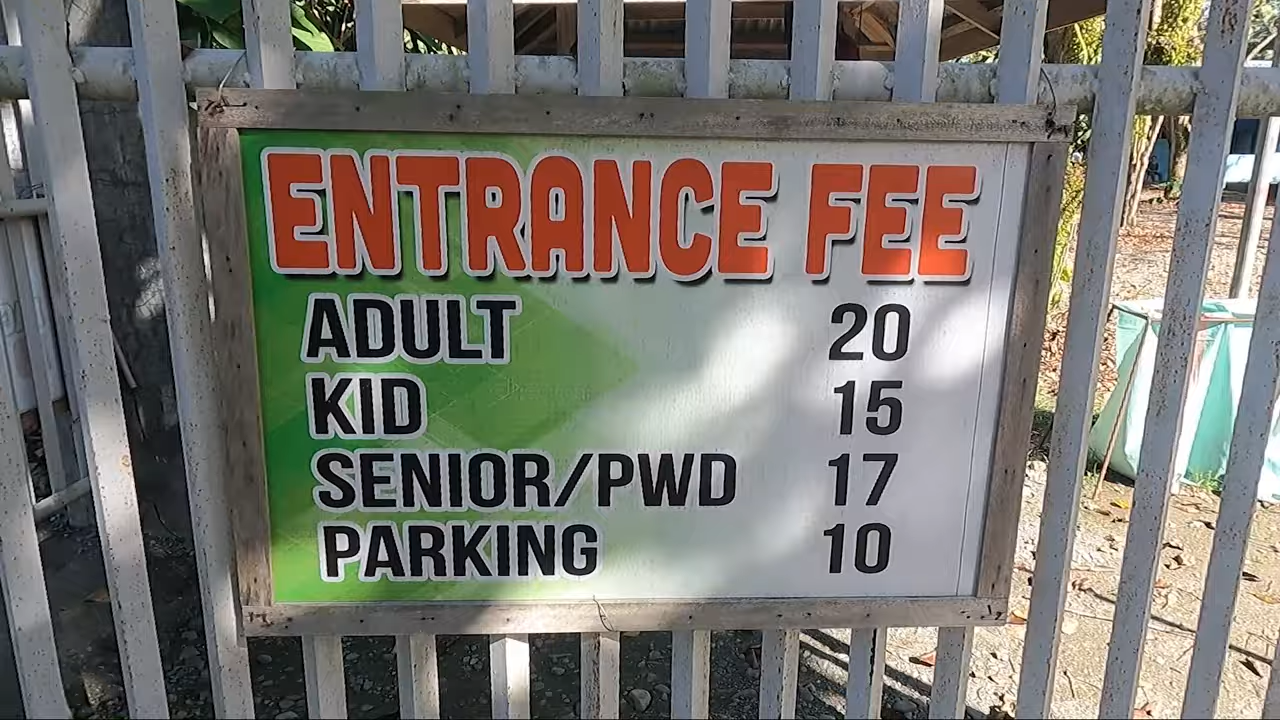 ENTRANCE FEE
ADULT 20
KID 15
SENIOR/PWD 17
PARKING 10